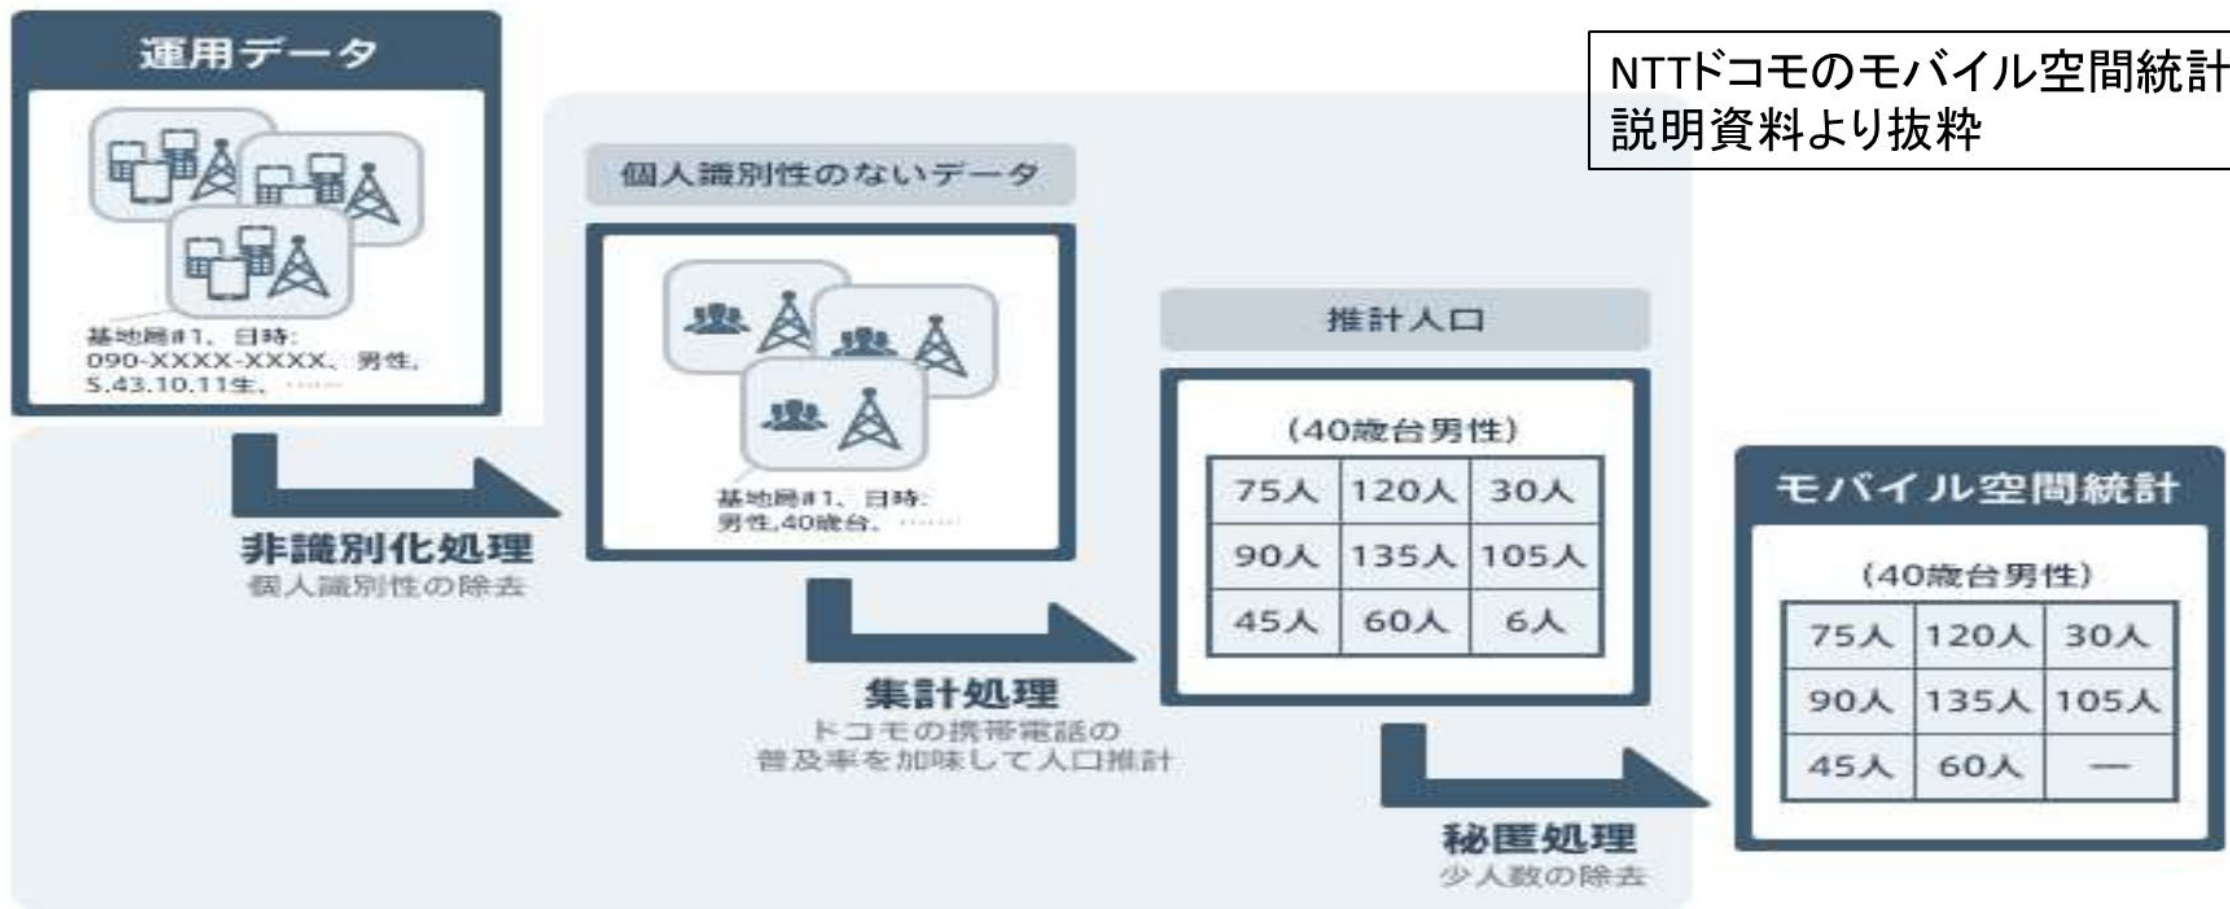 運用データ
基地局#1、日時:
090-XXXX-XXXX、男性,
S.43.10.11生、……
非識別化処理
個人識別性の除去
個人識別性のないデータ
基地局#1、日時:
男性,40歳台、……
集計処理
ドコモの携帯電話の
普及率を加味して人口推計
推計人口
(40歳台男性)
75人 120人 30人
90人 135人 105人
45人 60人 6人
秘匿処理
少人数の除去
NTTドコモのモバイル空間統計
説明資料より抜粋
モバイル空間統計
(40歳台男性)
75人 120人 30人
90人 135人 105人
45人 60人 —